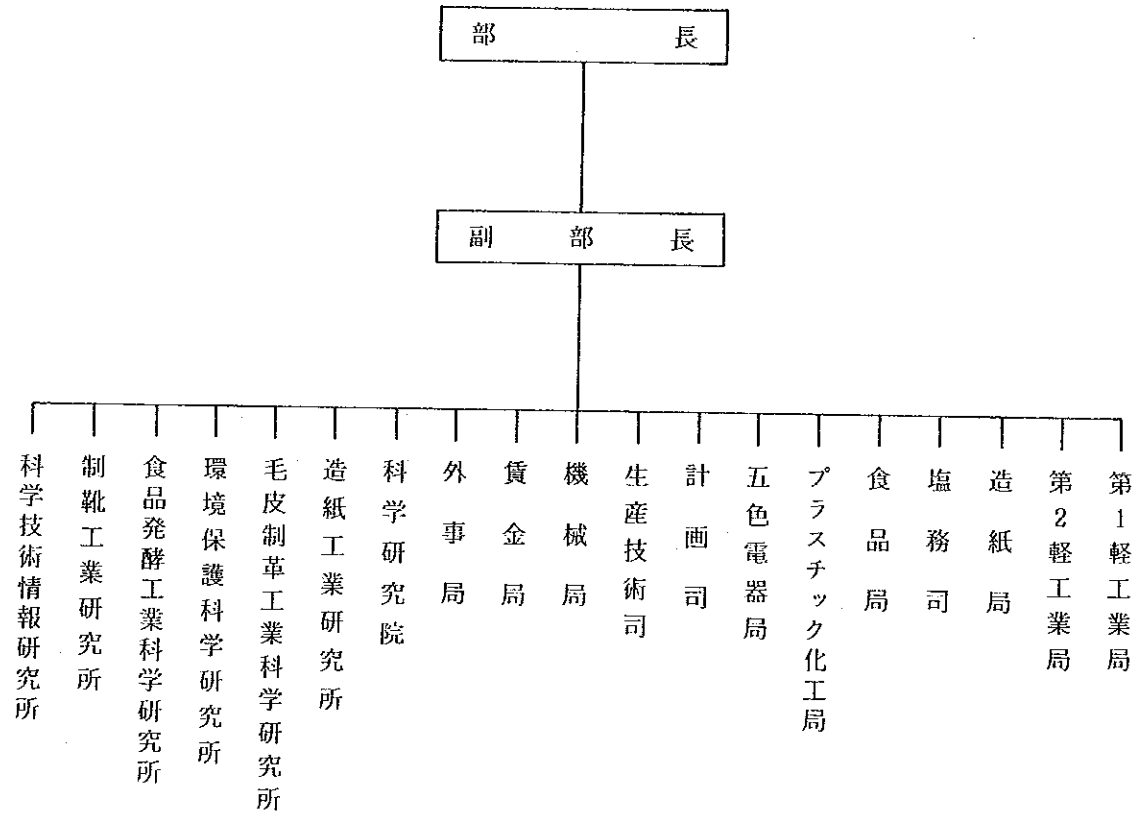 部長
副部長
第1軽工業局
第2軽工業局
造紙局
塩務司
食品局
プラスチック化工局
五色電器局
計画司
生産技術司
機械局
賃金局
外事局
科学研究院
造紙工業研究所
毛皮制革工業科学研究所
環境保護科学研究所
食品発酵工業科学研究所
制靴工業研究所
科学技術情報研究所